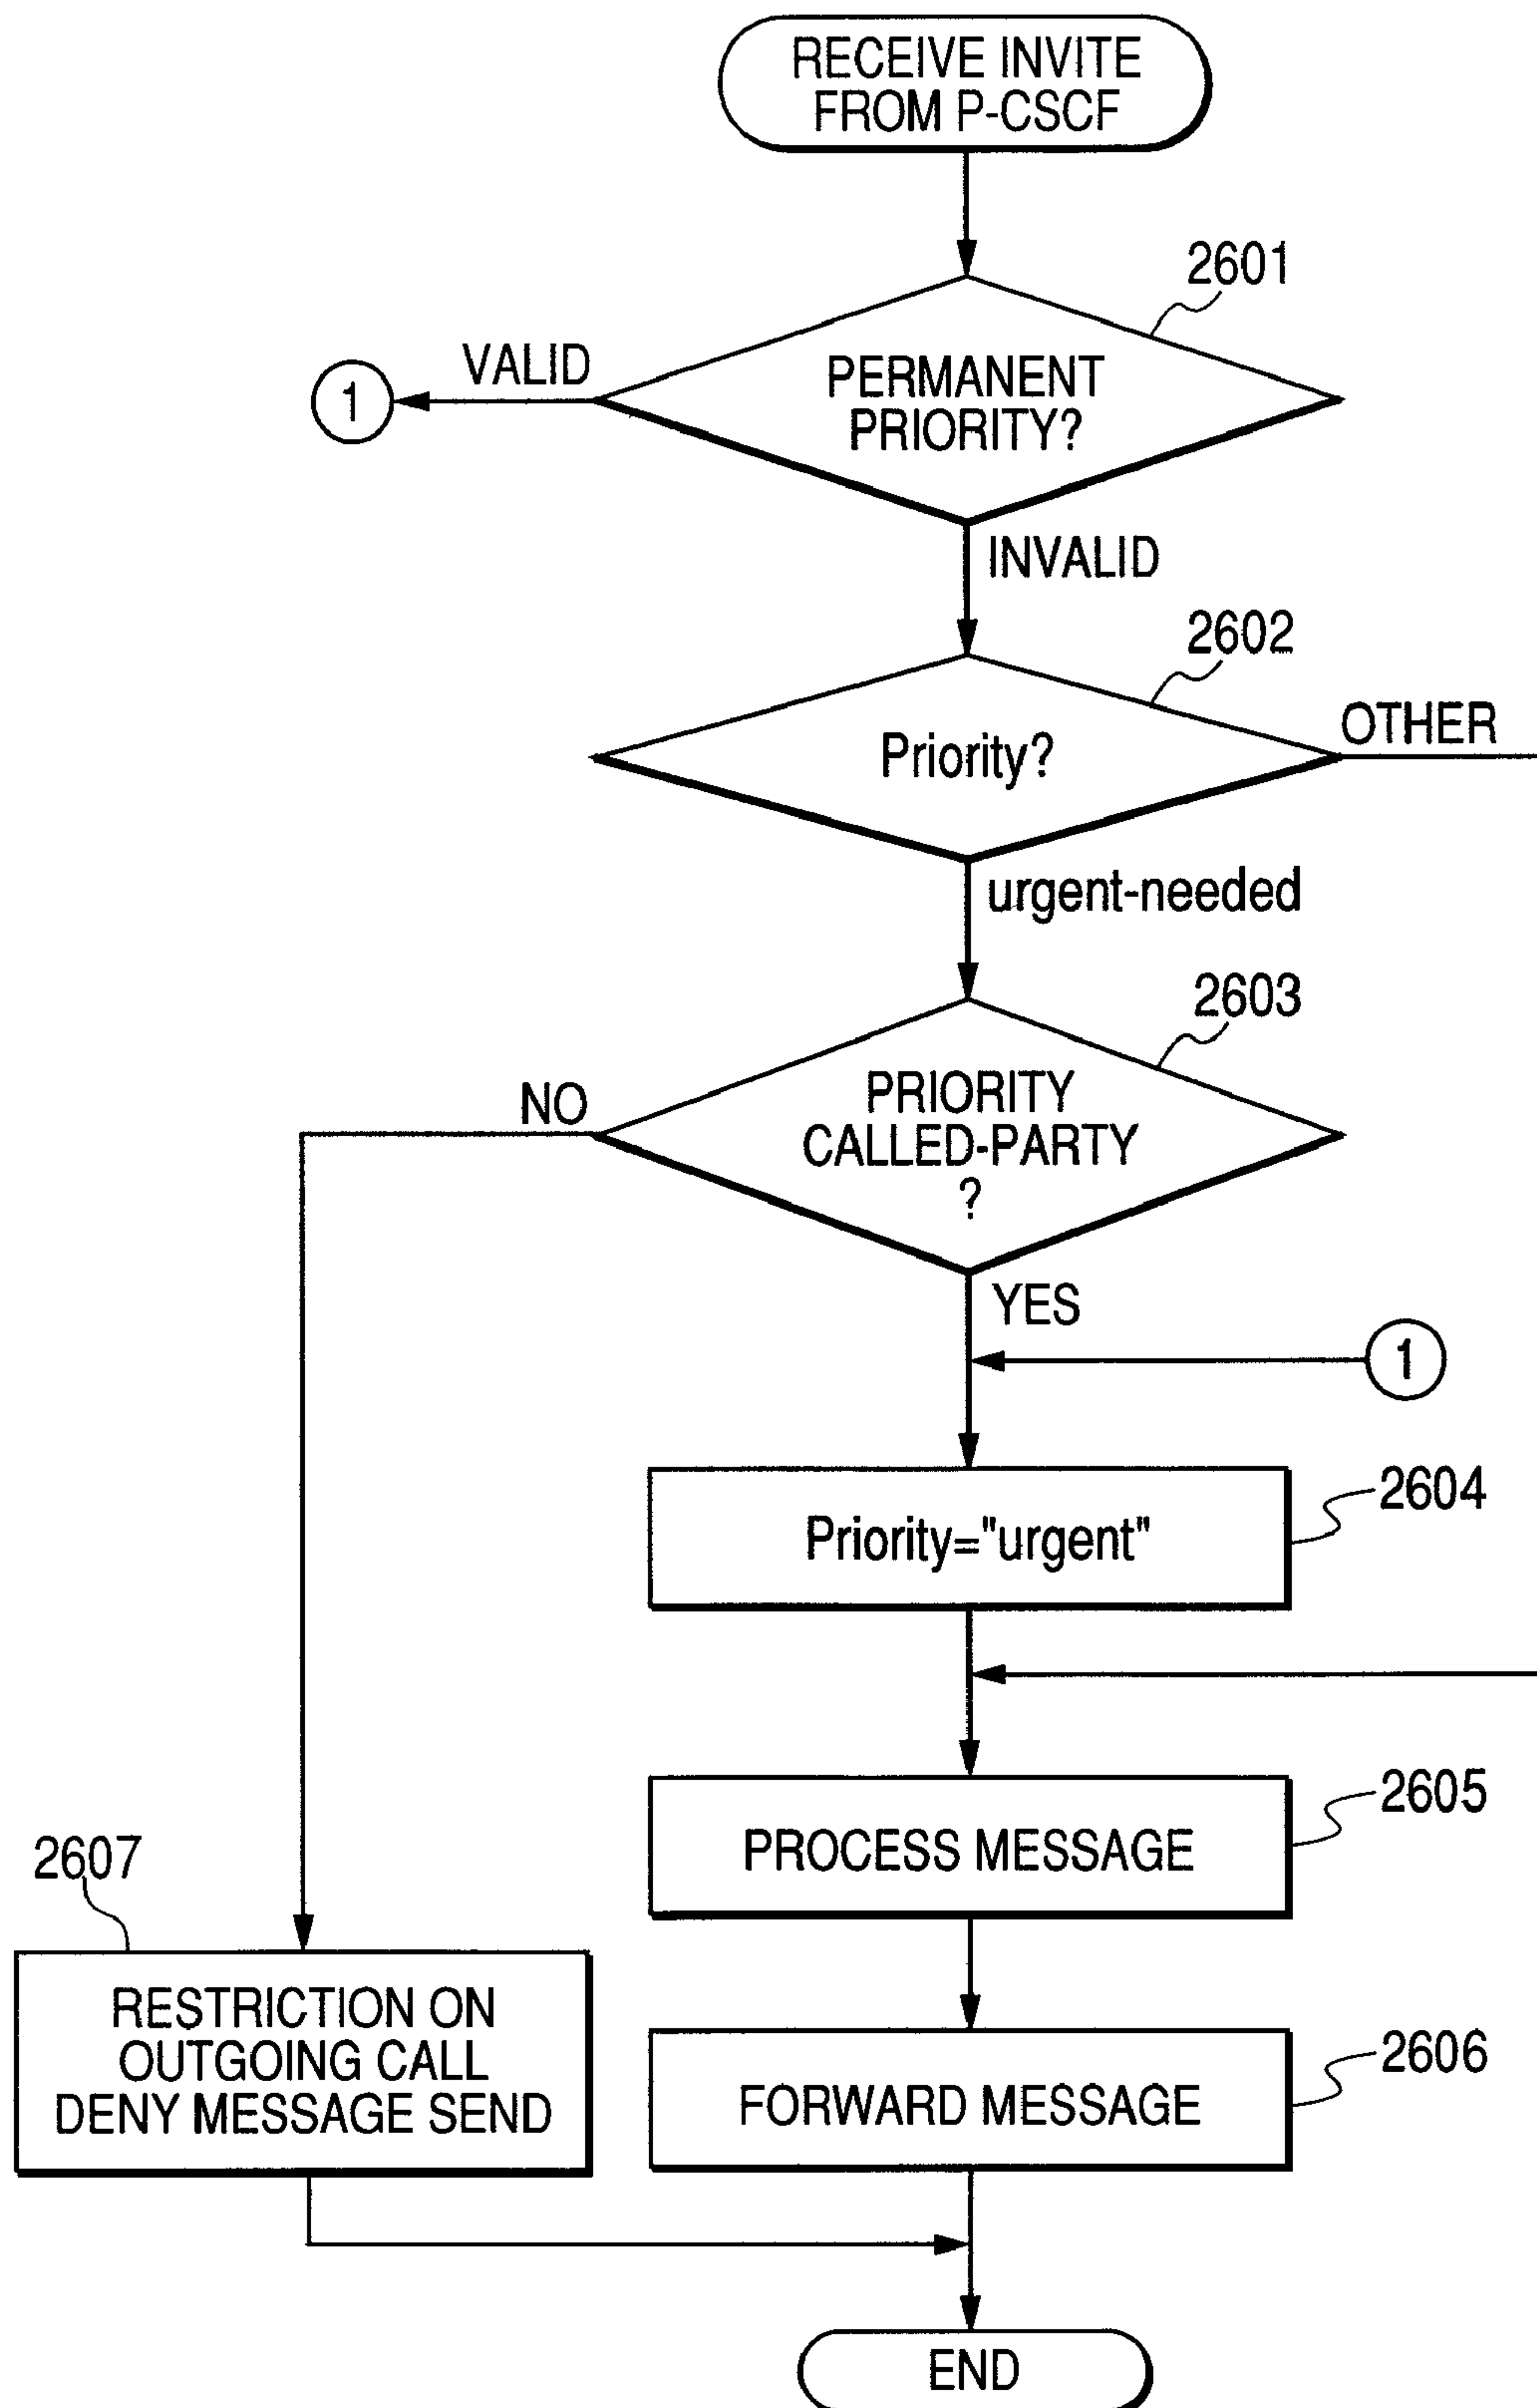 RECEIVE INVITE
FROM P-CSCF
2601
VALID
1
PERMANENT
PRIORITY?
INVALID
2602
Priority?
OTHER
urgent-needed
2603
NO
PRIORITY
CALLED-PARTY
?
YES
1
2604
Priority="urgent"
2605
PROCESS MESSAGE
2607
RESTRICTION ON
OUTGOING CALL
DENY MESSAGE SEND
2606
FORWARD MESSAGE
END